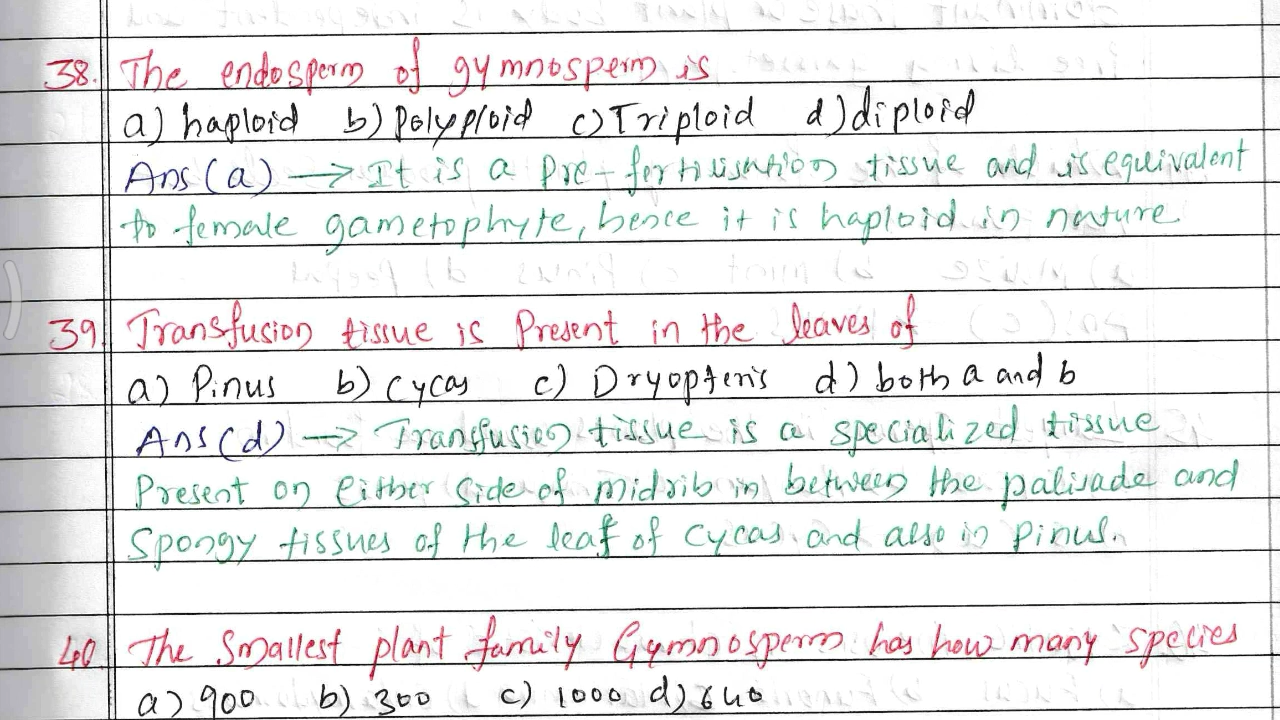 38. The endosperm of gymnosperm is
a) haploid b) Polyploid c) Triploid d) diploid
Ans (a) → It is a Pre-fertilisation tissue and is equivalent
to female gametophyte, hence it is haploid in nature
39 Transfusion tissue is Present in the leaves of
a) Pinus b) Cycas c) Dryopteris d) both a and b
Ans (d) → Transfusion tissue is a specialized tissue
Present on Either Side of midrib in between the palisade and
Spongy tissues of the leaf of Cycas and also in Pinus.
40. The Smallest plant family Gymnosperm has how many species
a) 900 b) 300 c) 1000 d) 640